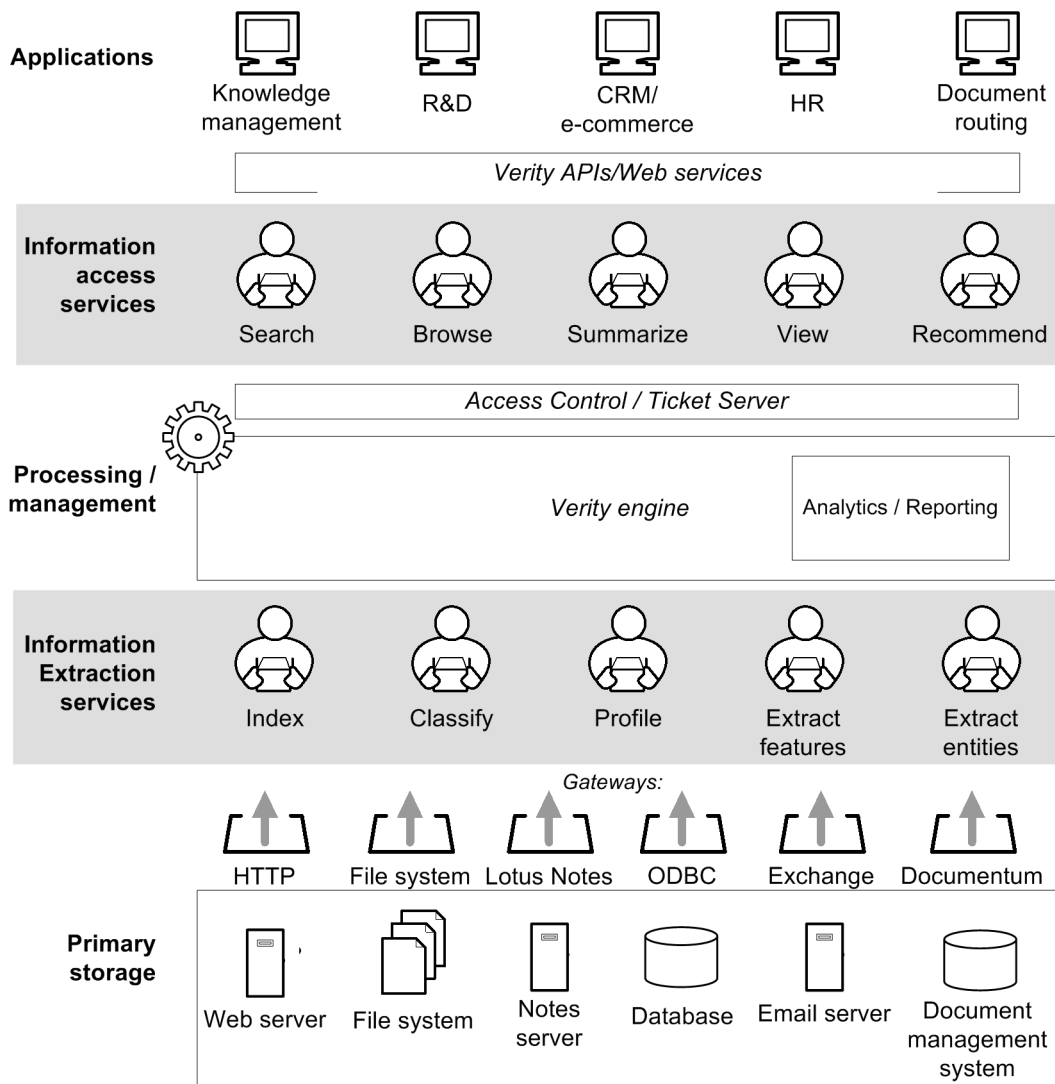 Applications
Knowledge
management
R&D
CRM/
e-commerce
HR
Document
routing
Verity APIs/Web services
Information
access
services
Search
Browse
Summarize
View
Recommend
Access Control / Ticket Server
Processing /
management
Verity engine
Analytics / Reporting
Information
Extraction
services
Index
Classify
Profile
Extract
features
Extract
entities
Gateways:
HTTP
File system
Lotus Notes
ODBC
Exchange
Documentum
Primary
storage
Web server
File system
Notes
server
Database
Email server
Document
management
system